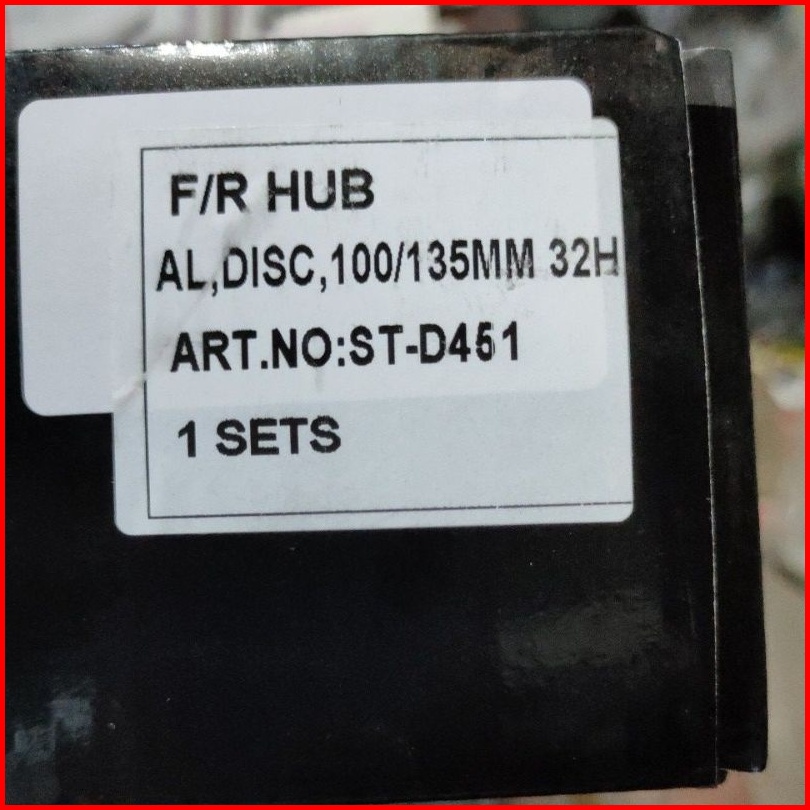 F/R HUB
AL,DISC,100/135MM 32H
ART.NO:ST-D451
1 SETS